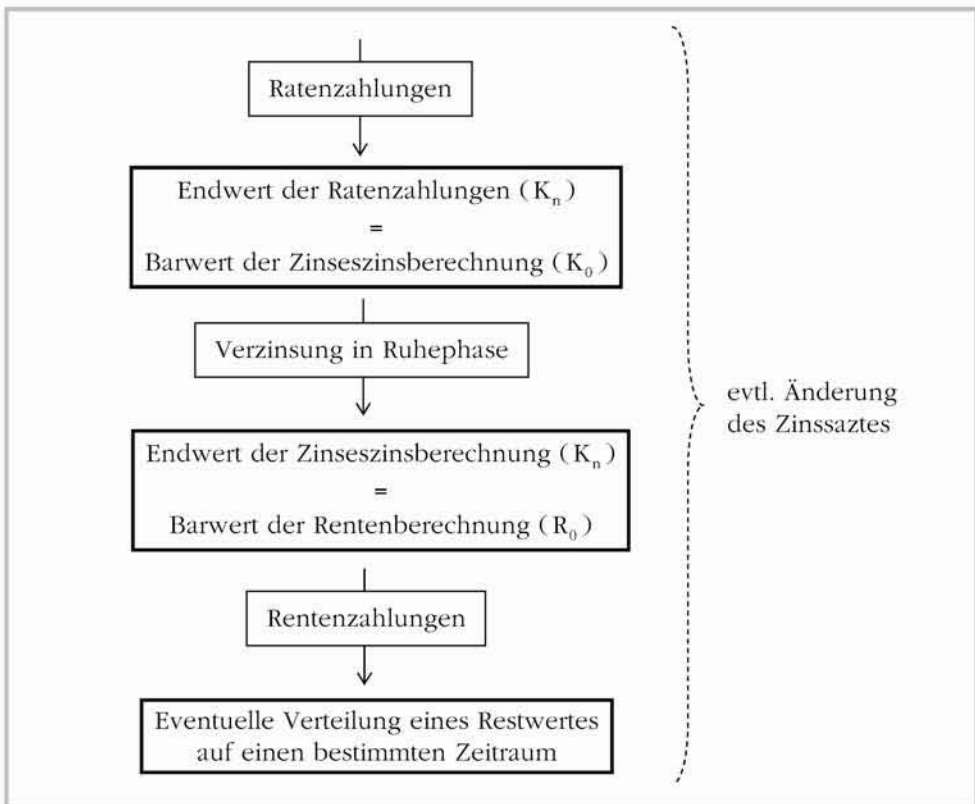 Ratenzahlungen
Endwert der Ratenzahlungen (Kₙ)
=
Barwert der Zinseszinsberechnung (K₀)
Verzinsung in Ruhephase
Endwert der Zinseszinsberechnung (Kₙ)
=
Barwert der Rentenberechnung (R₀)
Rentenzahlungen
Eventuelle Verteilung eines Restwertes
auf einen bestimmten Zeitraum
evtl. Änderung
des Zinssaztes